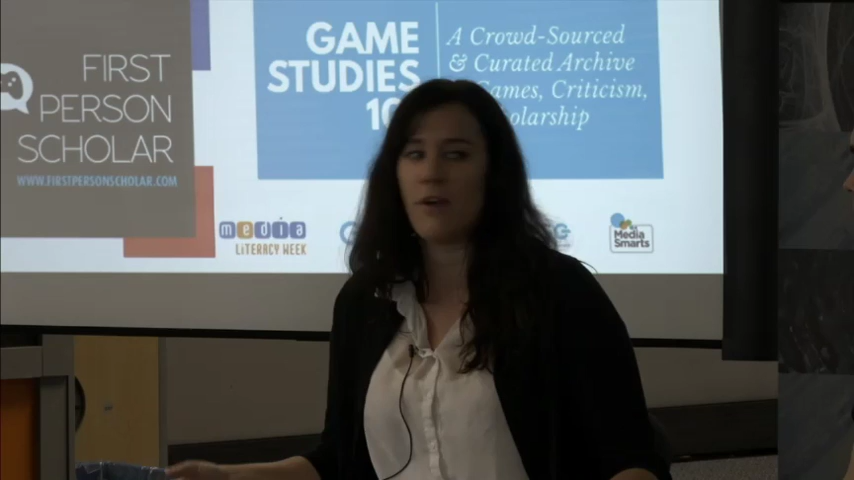 FIRST
PERSON
SCHOLAR
WWW.FIRSTPERSONSCHOLAR.COM
GAME
STUDIES
A Crowd-Sourced
& Curated Archive
Games, Criticism,
media
LITERACY WEEK
Media
Smarts